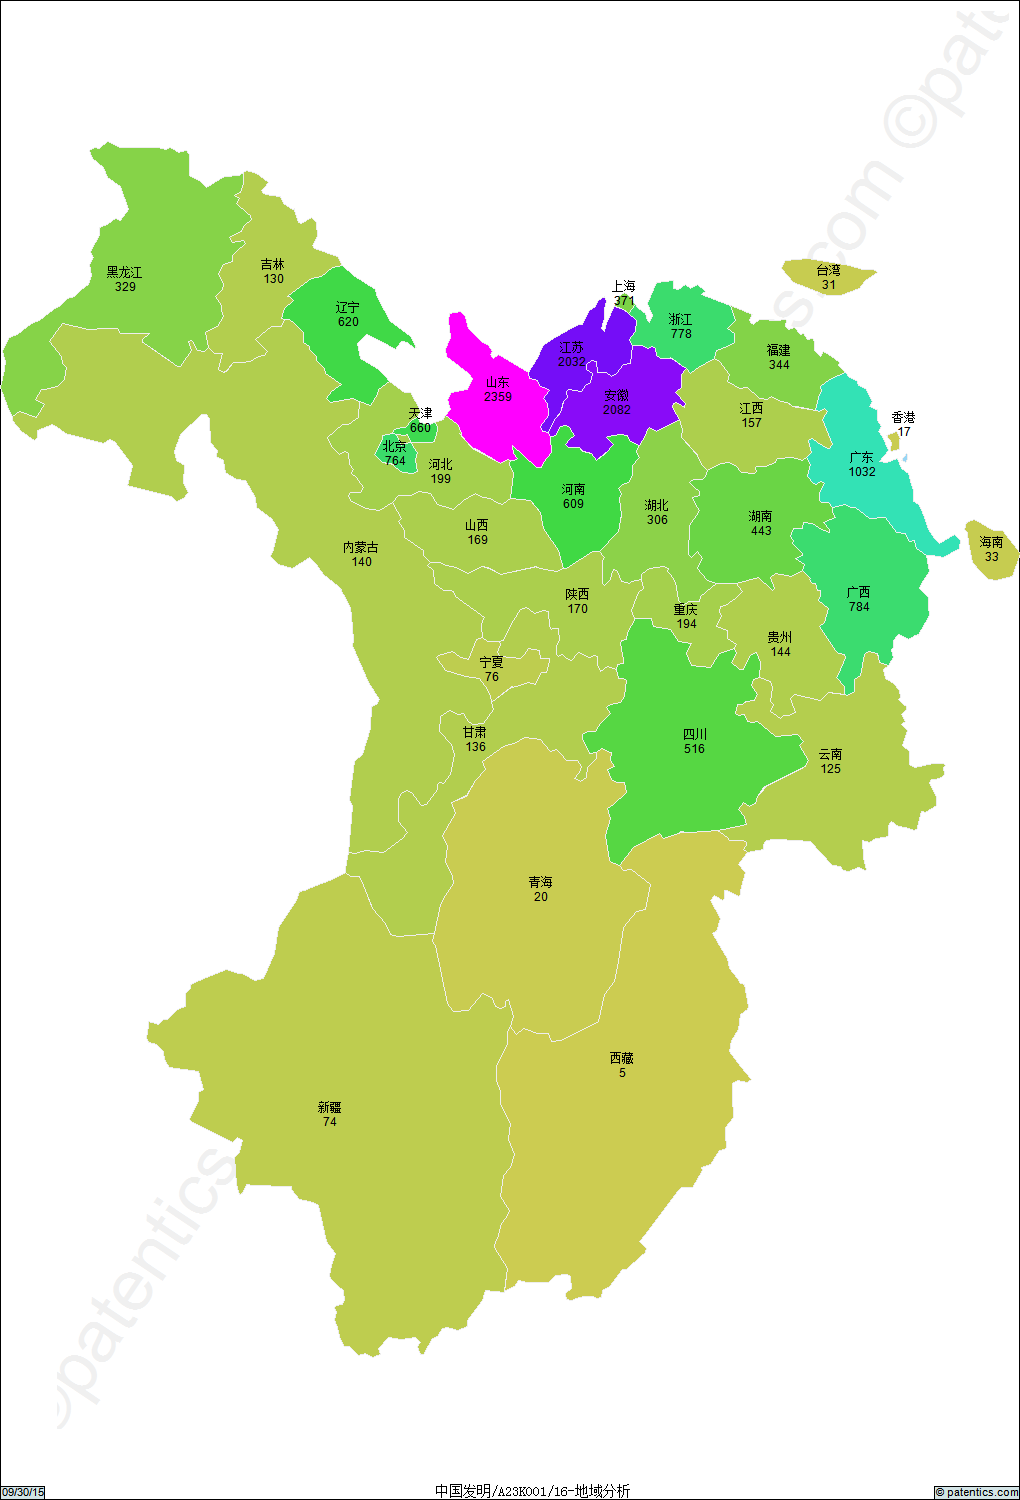 ©patentics.com ©pate
黑龙江
329
吉林
130
辽宁
620
上海
371
台湾
31
浙江
778
江苏
2032
福建
344
山东
2359
安徽
2082
江西
157
天津
660
香港
17
北京
764
河北
199
广东
1032
河南
609
湖北
306
湖南
443
山西
169
内蒙古
140
海南
33
陕西
170
重庆
194
广西
784
贵州
144
宁夏
76
甘肃
136
四川
516
云南
125
青海
20
西藏
5
新疆
74
中国发明/A23K001/16-地域分析
09/30/15
© patentics.com